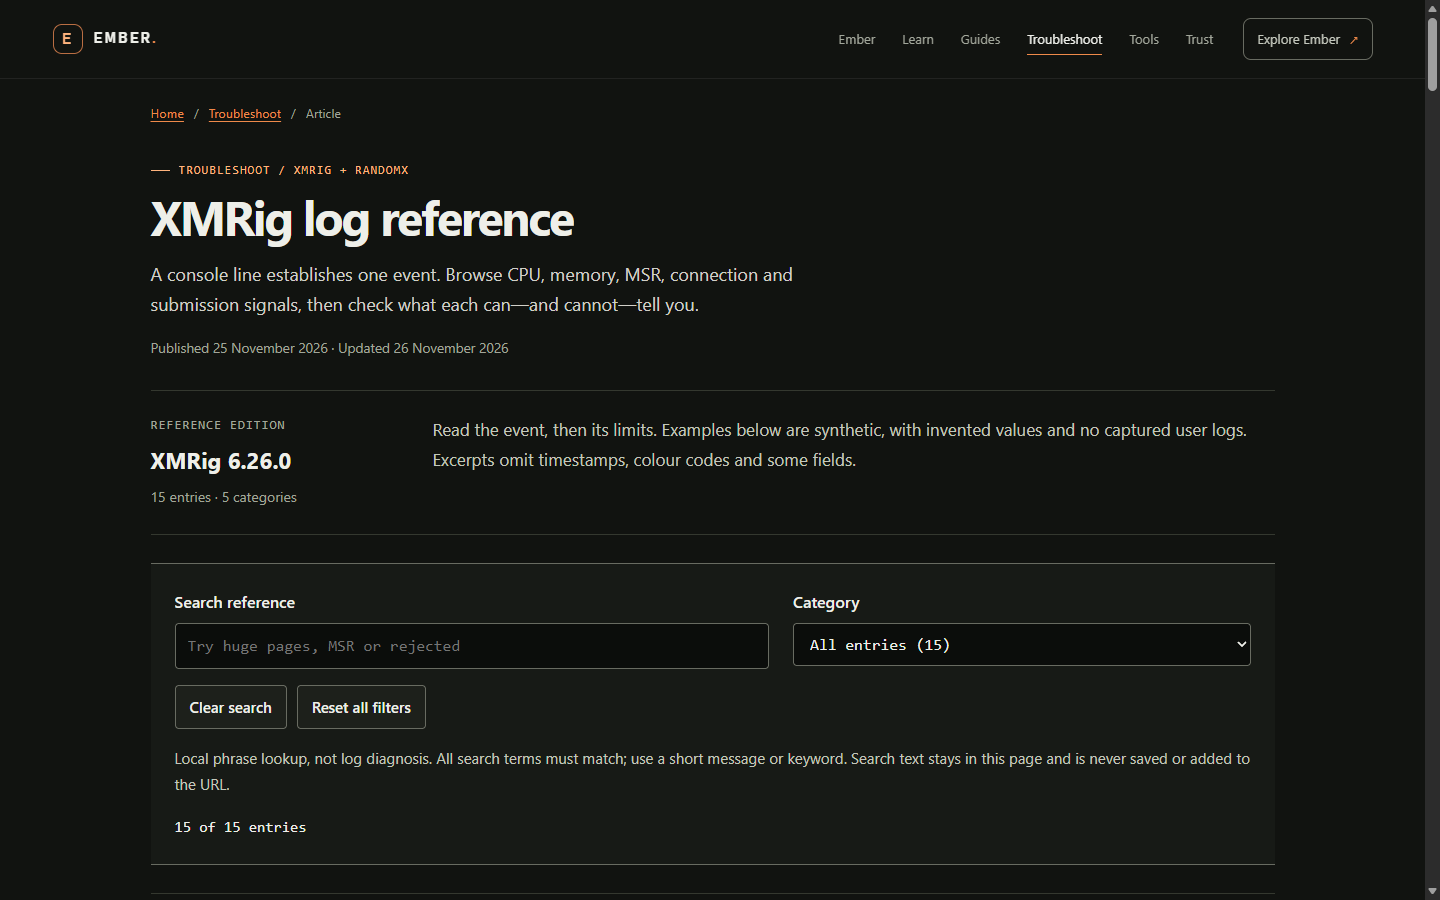 E EMBER.
Ember Learn Guides Troubleshoot Tools Trust Explore Ember ↗
Home / Troubleshoot / Article
TROUBLESHOOT / XMRIG + RANDOMX
XMRig log reference
A console line establishes one event. Browse CPU, memory, MSR, connection and
submission signals, then check what each can—and cannot—tell you.
Published 25 November 2026 · Updated 26 November 2026
REFERENCE EDITION
XMRig 6.26.0
15 entries · 5 categories
Read the event, then its limits. Examples below are synthetic, with invented values and no captured user logs.
Excerpts omit timestamps, colour codes and some fields.
Search reference
Try huge pages, MSR or rejected
Category
All entries (15)
Clear search
Reset all filters
Local phrase lookup, not log diagnosis. All search terms must match; use a short message or keyword. Search text stays in this page and is never saved or added to
the URL.
15 of 15 entries